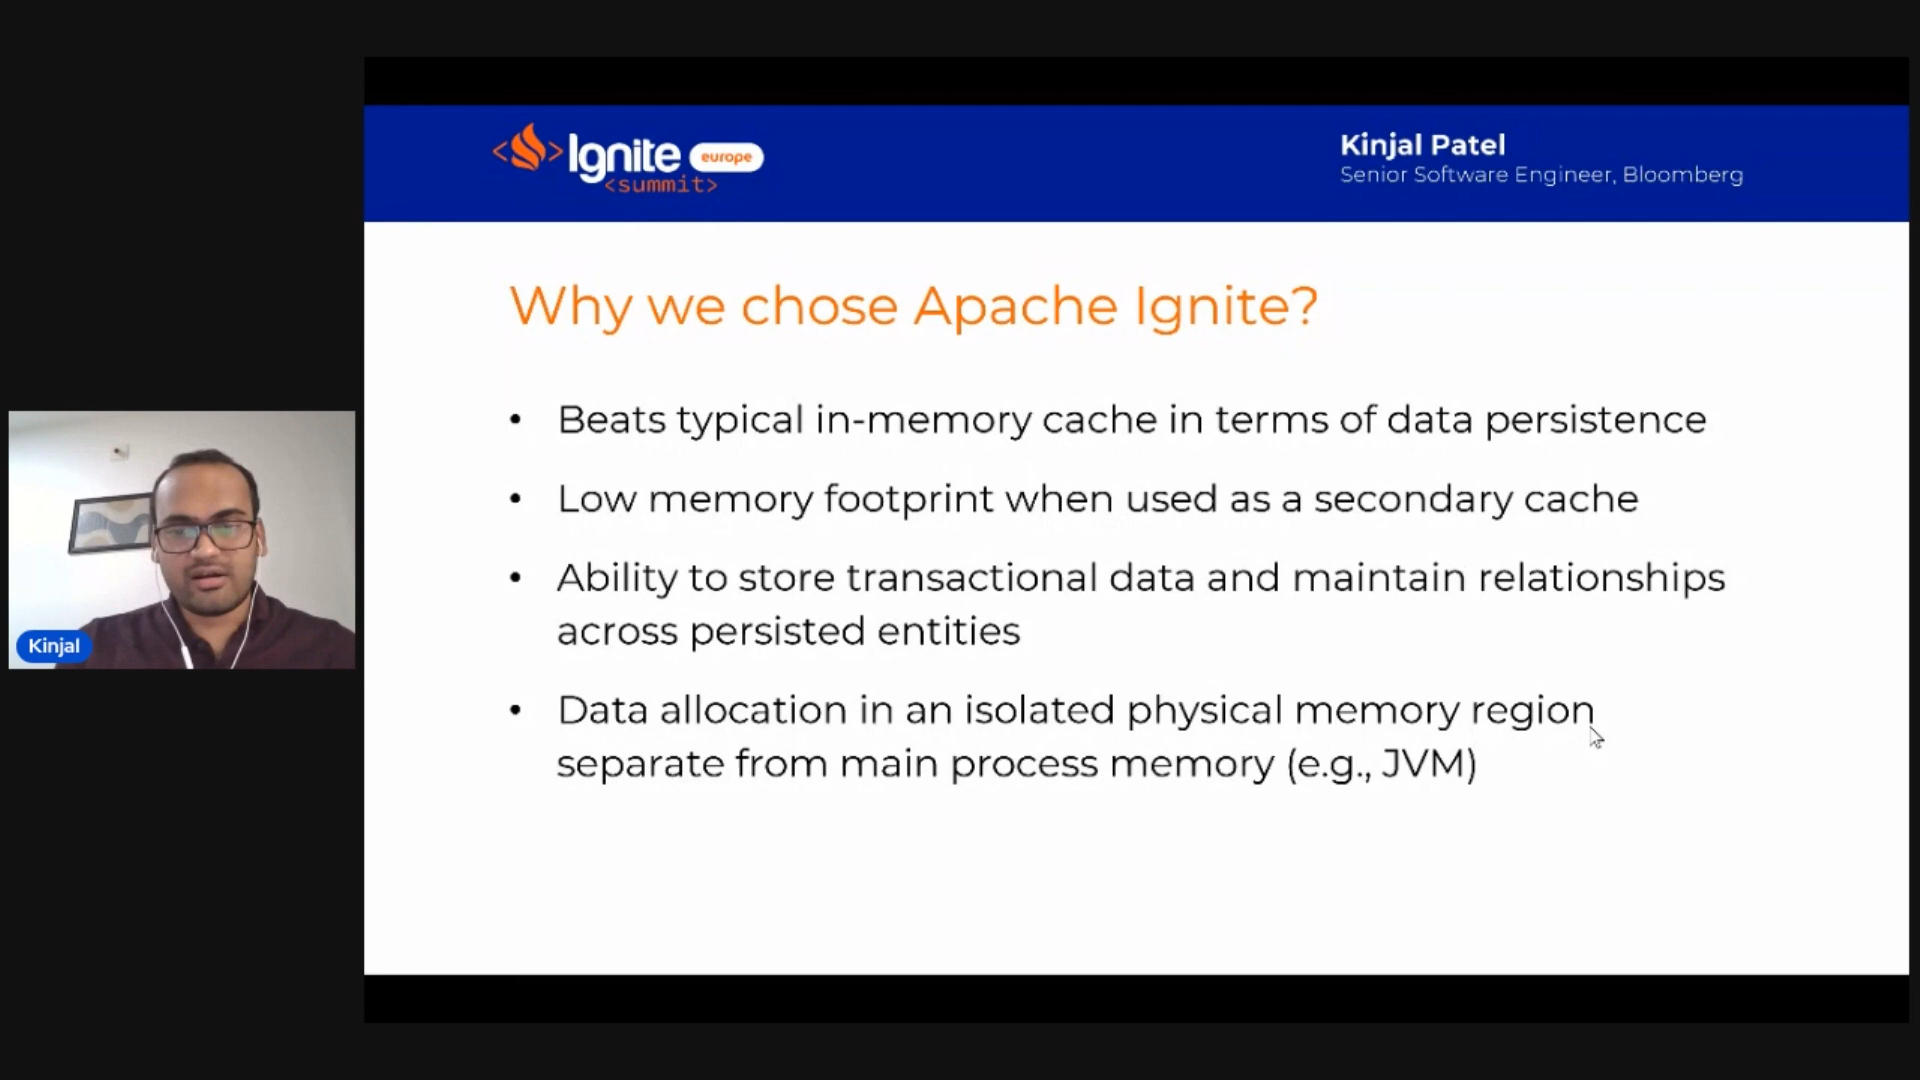 <Ignite europe
<summit>
Kinjal Patel
Senior Software Engineer, Bloomberg
Why we chose Apache Ignite?
• Beats typical in-memory cache in terms of data persistence
• Low memory footprint when used as a secondary cache
• Ability to store transactional data and maintain relationships
across persisted entities
• Data allocation in an isolated physical memory region
separate from main process memory (e.g., JVM)
Kinjal